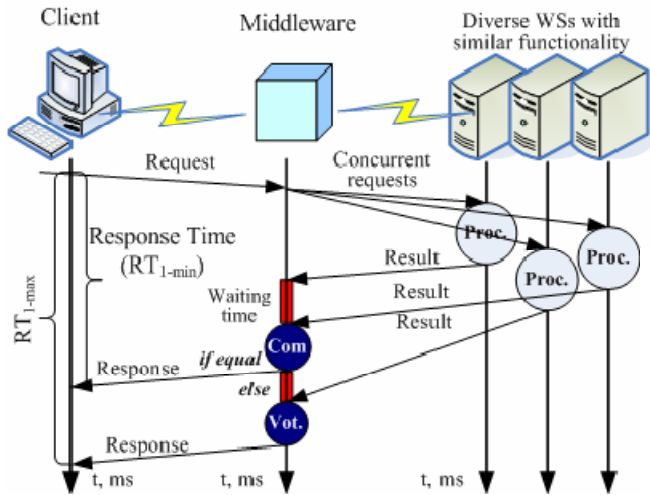 Client
Middleware
Diverse WSs with
similar functionality
Request
Concurrent
requests
Response Time
(RT1-min)
RT1-max
Proc.
Proc.
Proc.
Result
Result
Result
Waiting
time
Com
if equal
Response
else
Vot.
Response
t, ms
t, ms
t, ms